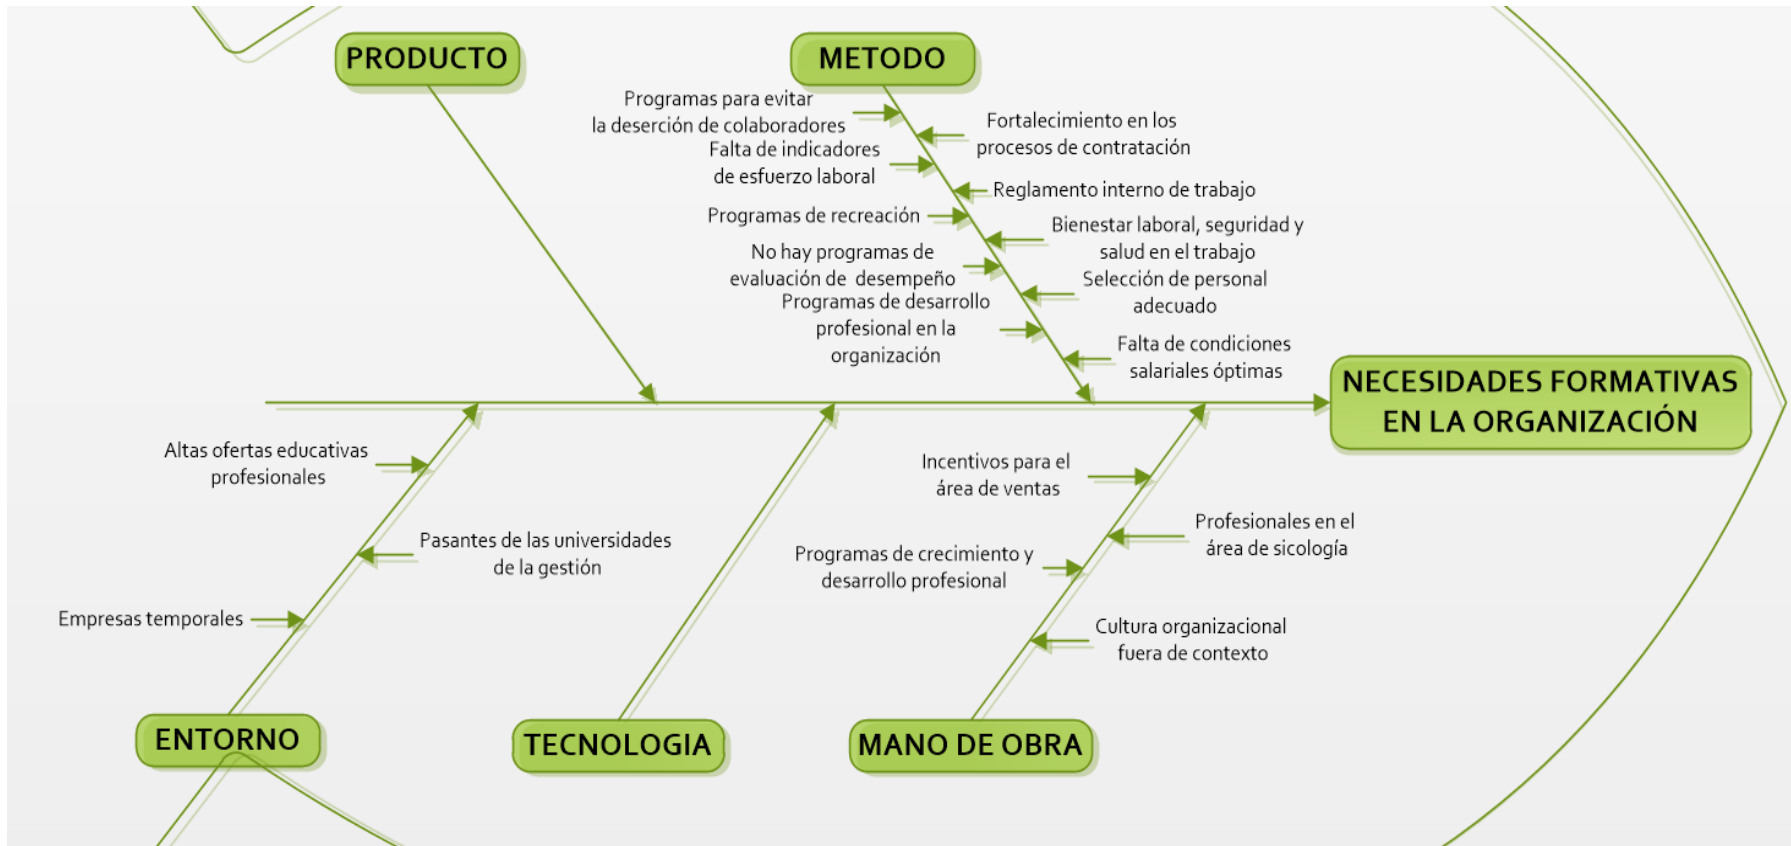 PRODUCTO
METODO
Programas para evitar
la deserción de colaboradores
Fortalecimiento en los
procesos de contratación
Falta de indicadores
de esfuerzo laboral
Reglamento interno de trabajo
Programas de recreación
Bienestar laboral, seguridad y
salud en el trabajo
No hay programas de
evaluación de desempeño
Selección de personal
adecuado
Programas de desarrollo
profesional en la
organización
Falta de condiciones
salariales óptimas
NECESIDADES FORMATIVAS
EN LA ORGANIZACIÓN
Altas ofertas educativas
profesionales
Pasantes de las universidades
de la gestión
Empresas temporales
Incentivos para el
área de ventas
Profesionales en el
área de sicología
Programas de crecimiento y
desarrollo profesional
Cultura organizacional
fuera de contexto
ENTORNO
TECNOLOGIA
MANO DE OBRA